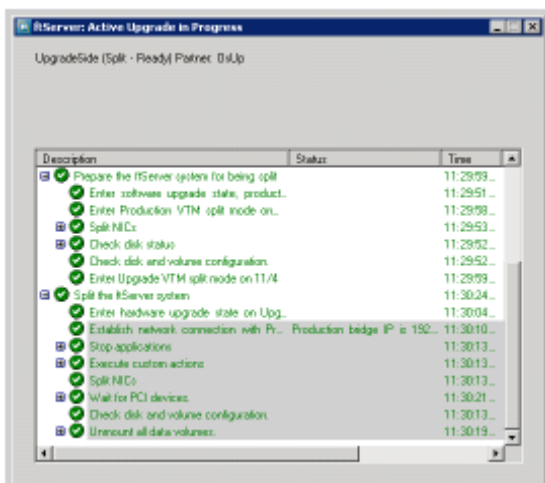 ftServer: Active Upgrade in Progress
UpgradeSide (Split - Ready) Partner: OsUp
Description Status Time
Prepare the ftServer system for being split 11:29:59...
Enter software upgrade state, product... 11:29:51...
Enter Production VTM split mode on... 11:29:58...
Split NICs 11:29:53...
Check disk status 11:29:52...
Check disk and volume configuration. 11:29:52...
Enter Upgrade VTM split mode on 11/4 11:29:59...
Split the ftServer system 11:30:24...
Enter hardware upgrade state on Upg... 11:30:04...
Establish network connection with Pr... Production bridge IP is 192... 11:30:10...
Stop applications 11:30:13...
Execute custom actions 11:30:13...
Split NICs 11:30:13...
Wait for PCI devices. 11:30:21...
Check disk and volume configuration. 11:30:13...
Unmount all data volumes. 11:30:19...